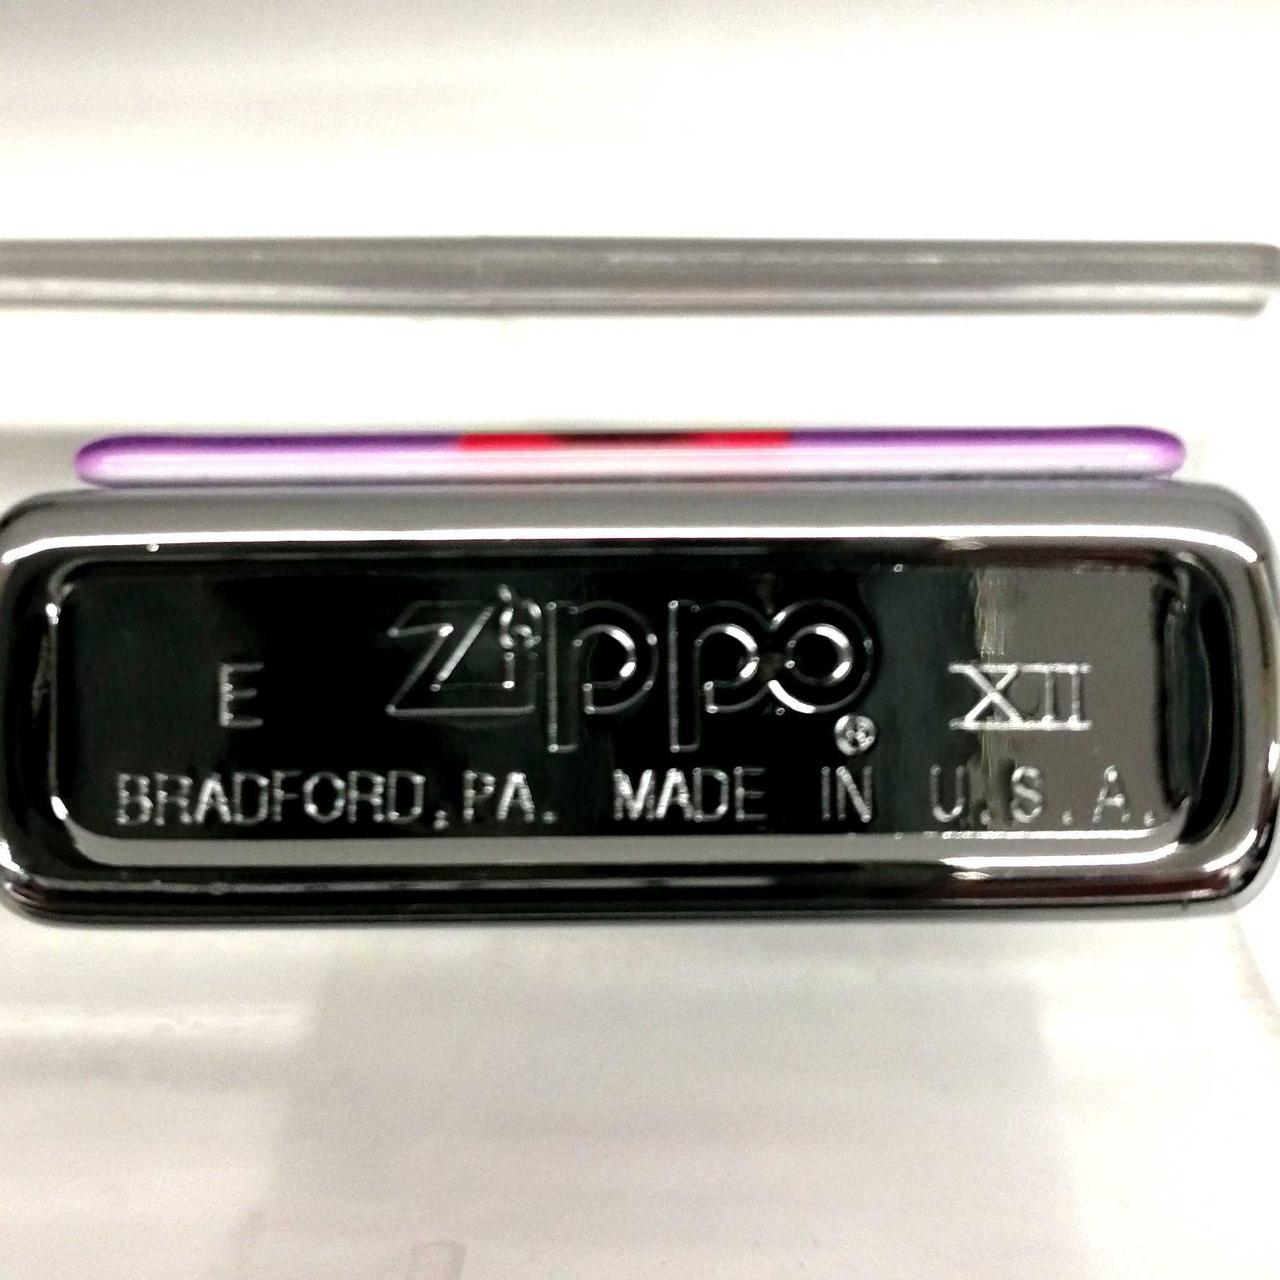 E Zippo® XII
BRADFORD, PA. MADE IN U.S.A.